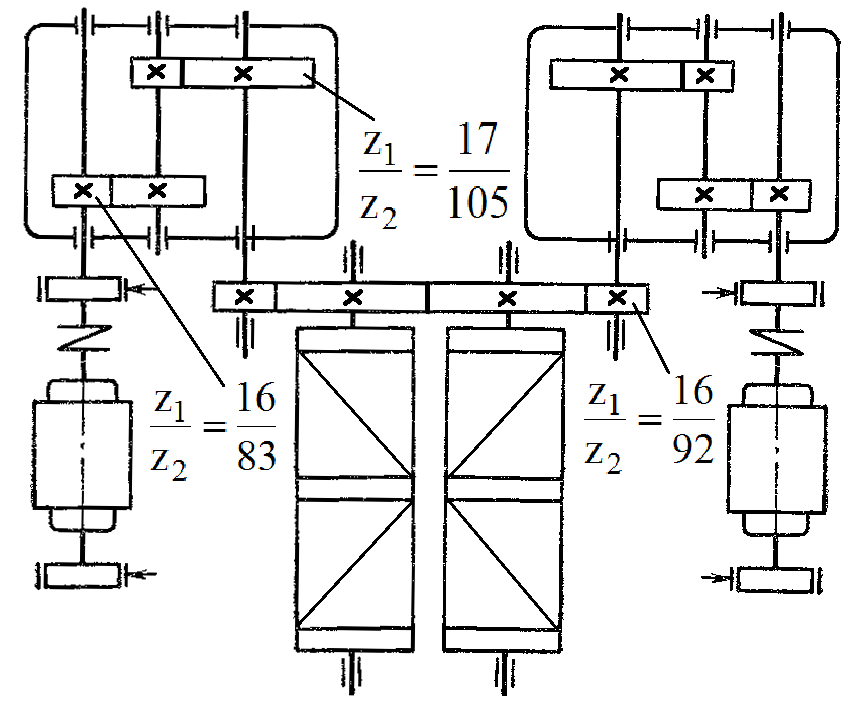 z₁/z₂ = 17/105
z₁/z₂ = 16/83
z₁/z₂ = 16/92